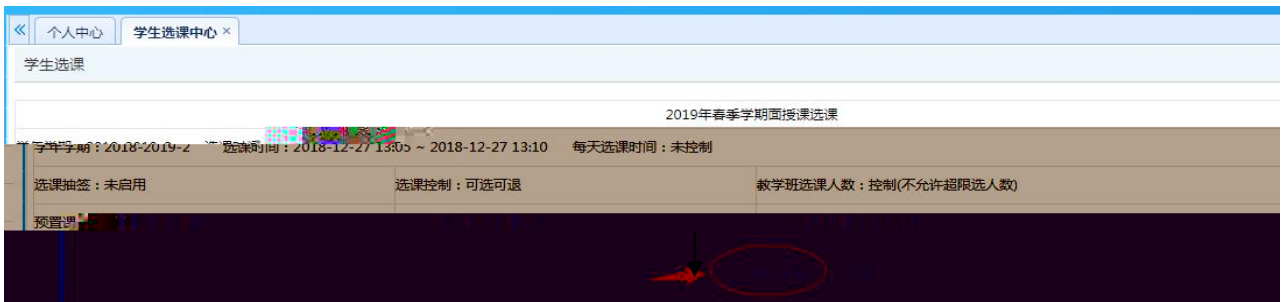 个人中心 学生选课中心 ×
学生选课
2019年春季学期面授课选课
学年学期：2018-2019-2 选课时间：2018-12-27 13:05 ~ 2018-12-27 13:10 每天选课时间：未控制
选课抽签：未启用 选课控制：可选可退 教学班选课人数：控制(不允许超限选人数)
预置课